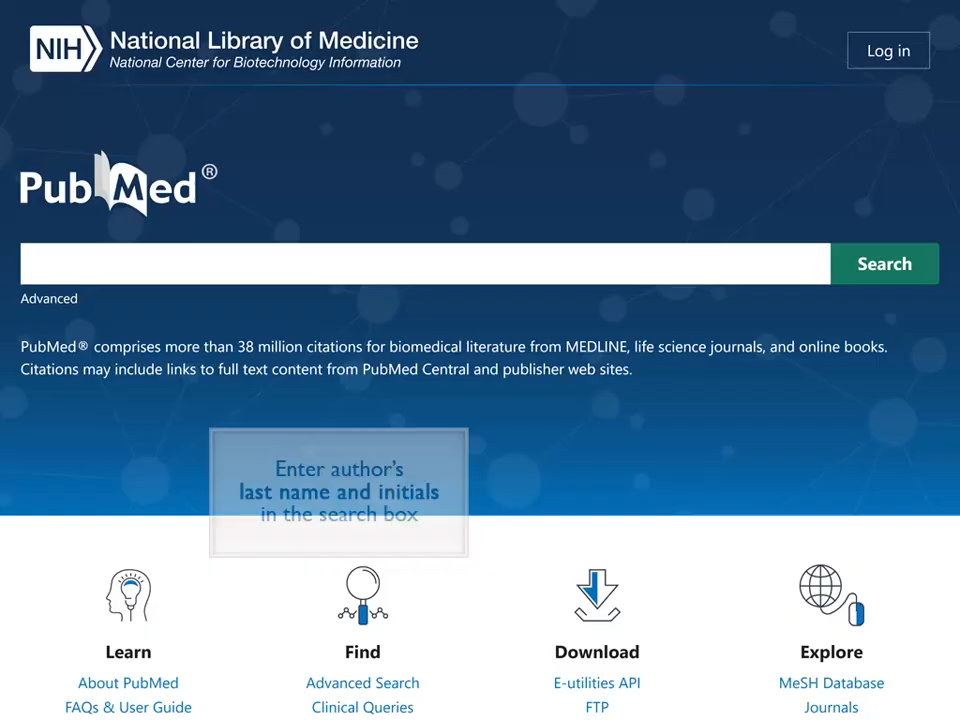 NIH National Library of Medicine
National Center for Biotechnology Information
Log in
PubMed®
Search
Advanced
PubMed® comprises more than 38 million citations for biomedical literature from MEDLINE, life science journals, and online books.
Citations may include links to full text content from PubMed Central and publisher web sites.
Enter author's
last name and initials
in the search box
Learn
Find
Download
Explore
About PubMed
Advanced Search
E-utilities API
MeSH Database
FAQs & User Guide
Clinical Queries
FTP
Journals